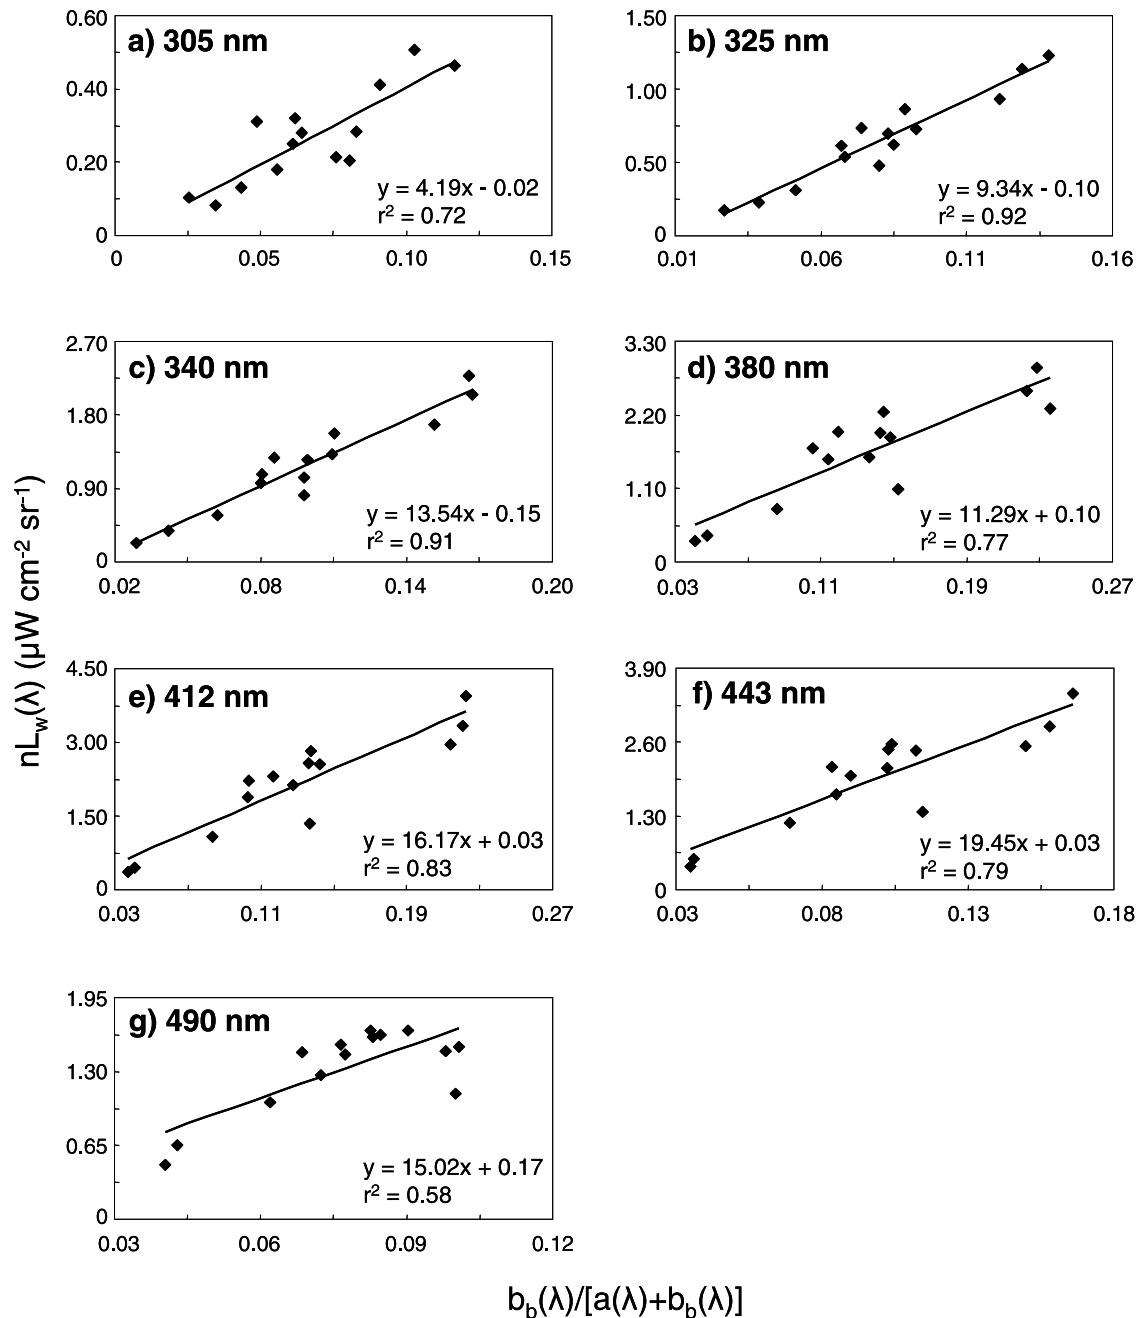 a) 305 nm
0.60
0.40
0.20
0
0
0.05
0.10
0.15
y = 4.19x - 0.02
r² = 0.72
b) 325 nm
1.50
1.00
0.50
0
0.01
0.06
0.11
0.16
y = 9.34x - 0.10
r² = 0.92
c) 340 nm
2.70
1.80
0.90
0
0.02
0.08
0.14
0.20
y = 13.54x - 0.15
r² = 0.91
d) 380 nm
3.30
2.20
1.10
0
0.03
0.11
0.19
0.27
y = 11.29x + 0.10
r² = 0.77
e) 412 nm
4.50
3.00
1.50
0
0.03
0.11
0.19
0.27
y = 16.17x + 0.03
r² = 0.83
f) 443 nm
3.90
2.60
1.30
0
0.03
0.08
0.13
0.18
y = 19.45x + 0.03
r² = 0.79
g) 490 nm
1.95
1.30
0.65
0
0.03
0.06
0.09
0.12
y = 15.02x + 0.17
r² = 0.58
nL_w(λ) (µW cm⁻² sr⁻¹)
b_b(λ)/[a(λ)+b_b(λ)]